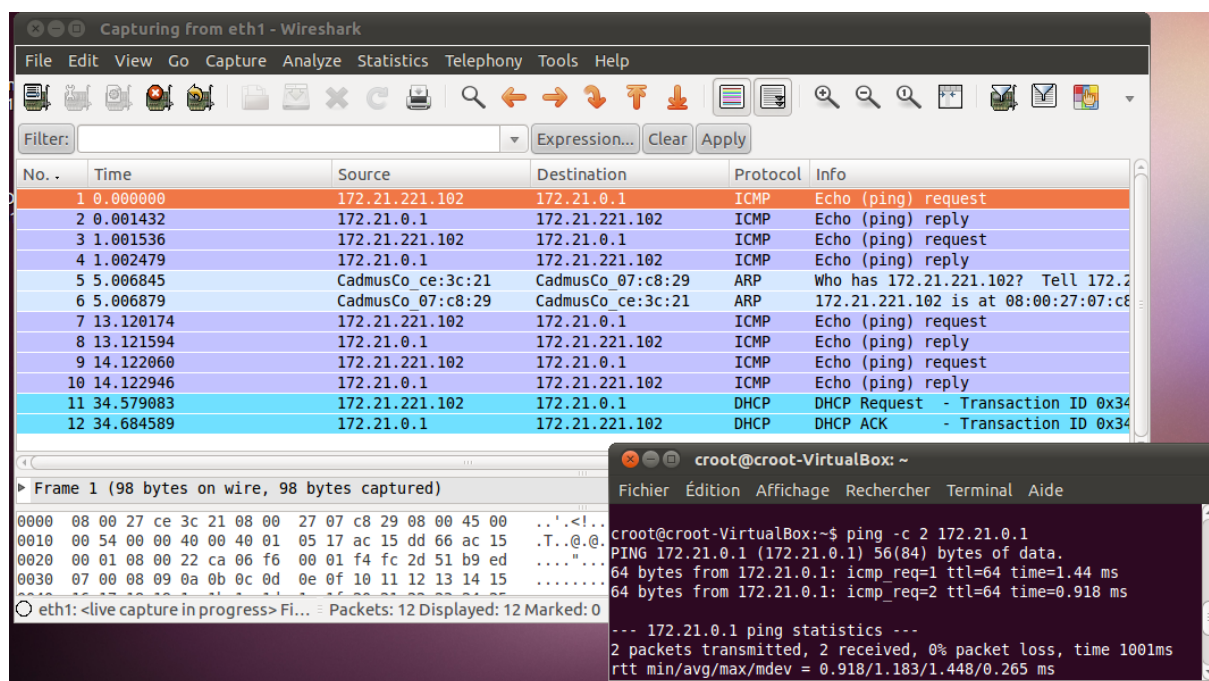 Capturing from eth1 - Wireshark
File Edit View Go Capture Analyze Statistics Telephony Tools Help
Filter: Expression... Clear Apply
No. . Time Source Destination Protocol Info
1 0.000000 172.21.221.102 172.21.0.1 ICMP Echo (ping) request
2 0.001432 172.21.0.1 172.21.221.102 ICMP Echo (ping) reply
3 1.001536 172.21.221.102 172.21.0.1 ICMP Echo (ping) request
4 1.002479 172.21.0.1 172.21.221.102 ICMP Echo (ping) reply
5 5.006845 CadmusCo_ce:3c:21 CadmusCo_07:c8:29 ARP Who has 172.21.221.102? Tell 172.2
6 5.006879 CadmusCo_07:c8:29 CadmusCo_ce:3c:21 ARP 172.21.221.102 is at 08:00:27:07:c8
7 13.120174 172.21.221.102 172.21.0.1 ICMP Echo (ping) request
8 13.121594 172.21.0.1 172.21.221.102 ICMP Echo (ping) reply
9 14.122060 172.21.221.102 172.21.0.1 ICMP Echo (ping) request
10 14.122946 172.21.0.1 172.21.221.102 ICMP Echo (ping) reply
11 34.579083 172.21.221.102 172.21.0.1 DHCP DHCP Request - Transaction ID 0x34
12 34.684589 172.21.0.1 172.21.221.102 DHCP DHCP ACK - Transaction ID 0x34
Frame 1 (98 bytes on wire, 98 bytes captured)
0000 08 00 27 ce 3c 21 08 00 27 07 c8 29 08 00 45 00 ..'.<!..
0010 00 54 00 00 40 00 40 01 05 17 ac 15 dd 66 ac 15 .T..@.@.
0020 00 01 08 00 22 ca 06 f6 00 01 f4 fc 2d 51 b9 ed ...."...
0030 07 00 08 09 0a 0b 0c 0d 0e 0f 10 11 12 13 14 15 ........
eth1: <live capture in progress> Fi... Packets: 12 Displayed: 12 Marked: 0
croot@croot-VirtualBox: ~
Fichier Édition Affichage Rechercher Terminal Aide
croot@croot-VirtualBox:~$ ping -c 2 172.21.0.1
PING 172.21.0.1 (172.21.0.1) 56(84) bytes of data.
64 bytes from 172.21.0.1: icmp_req=1 ttl=64 time=1.44 ms
64 bytes from 172.21.0.1: icmp_req=2 ttl=64 time=0.918 ms
--- 172.21.0.1 ping statistics ---
2 packets transmitted, 2 received, 0% packet loss, time 1001ms
rtt min/avg/max/mdev = 0.918/1.183/1.448/0.265 ms